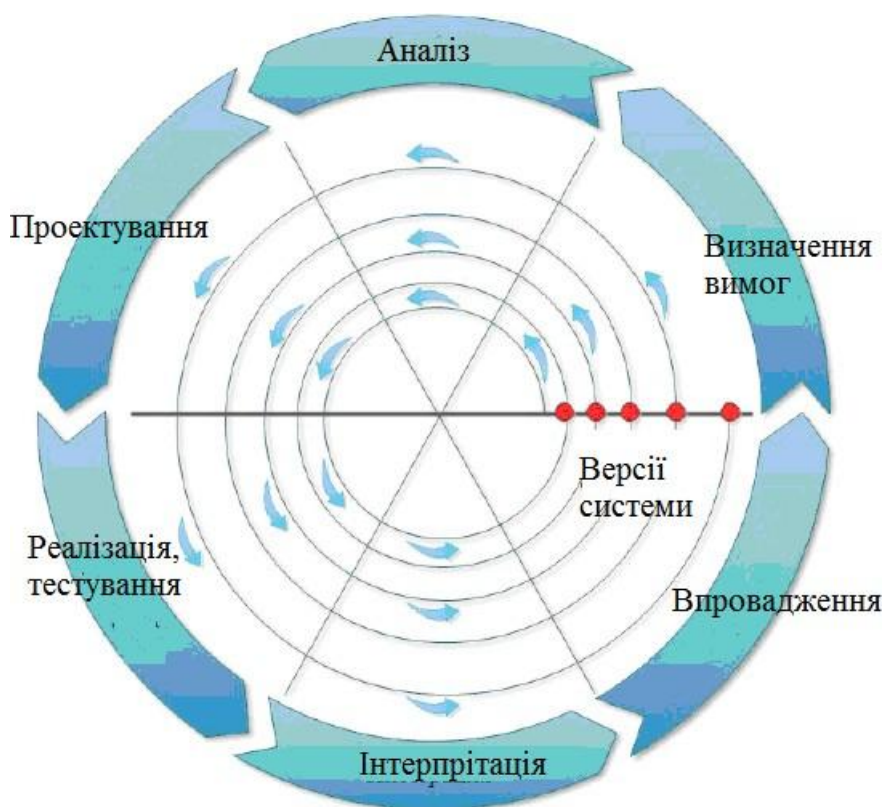 Аналіз
Проектування
Визначення
вимог
Версії
системи
Реалізація,
тестування
Впровадження
Інтерпрітація